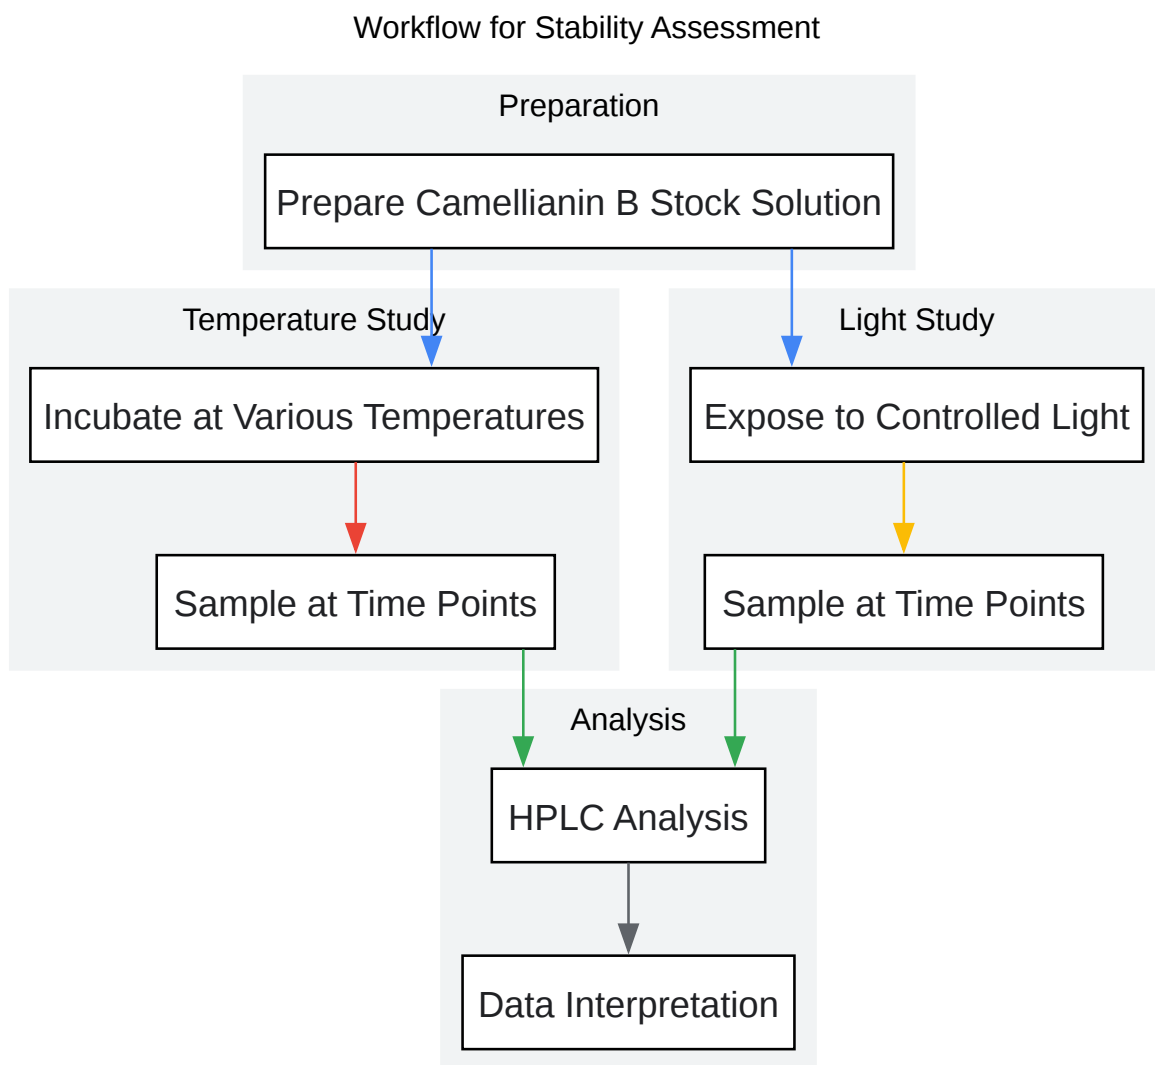 Workflow for Stability Assessment
Preparation
Prepare Camellianin B Stock Solution
Temperature Study
Light Study
Incubate at Various Temperatures
Expose to Controlled Light
Sample at Time Points
Sample at Time Points
Analysis
HPLC Analysis
Data Interpretation